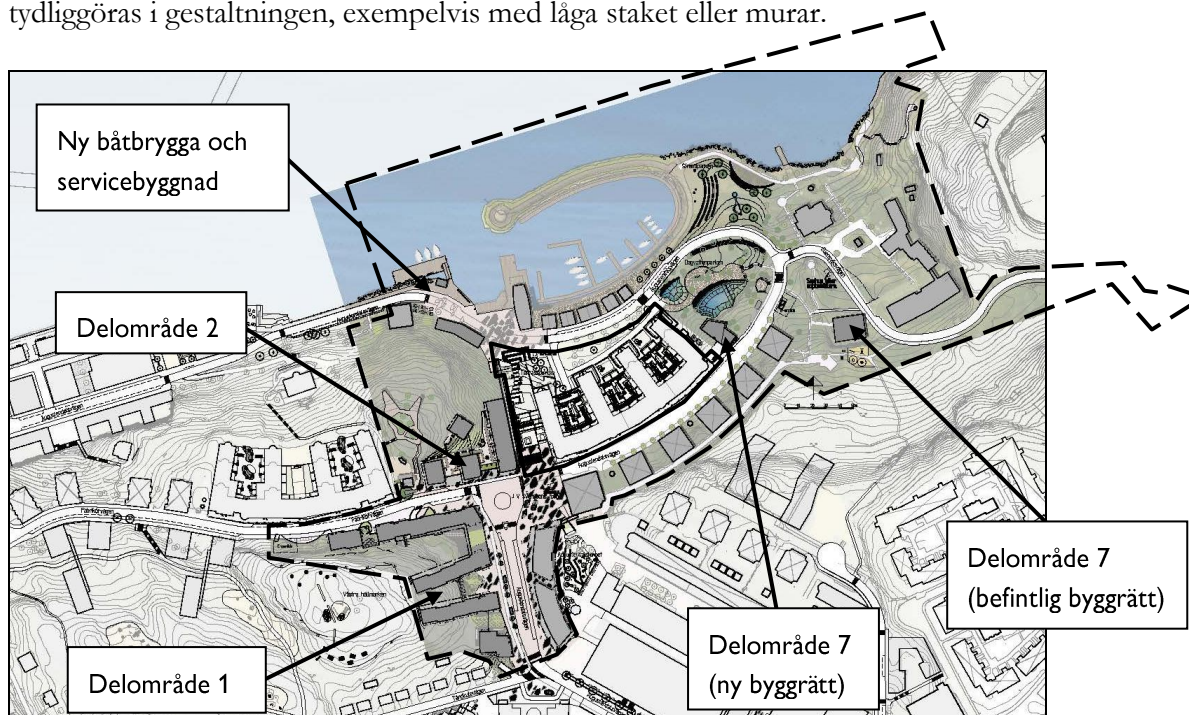 tydliggöras i gestaltningen, exempelvis med låga staket eller murar.
Ny båtbrygga och
servicebyggnad
Delområde 2
Delområde 7
(befintlig byggrätt)
Delområde 7
(ny byggrätt)
Delområde 1